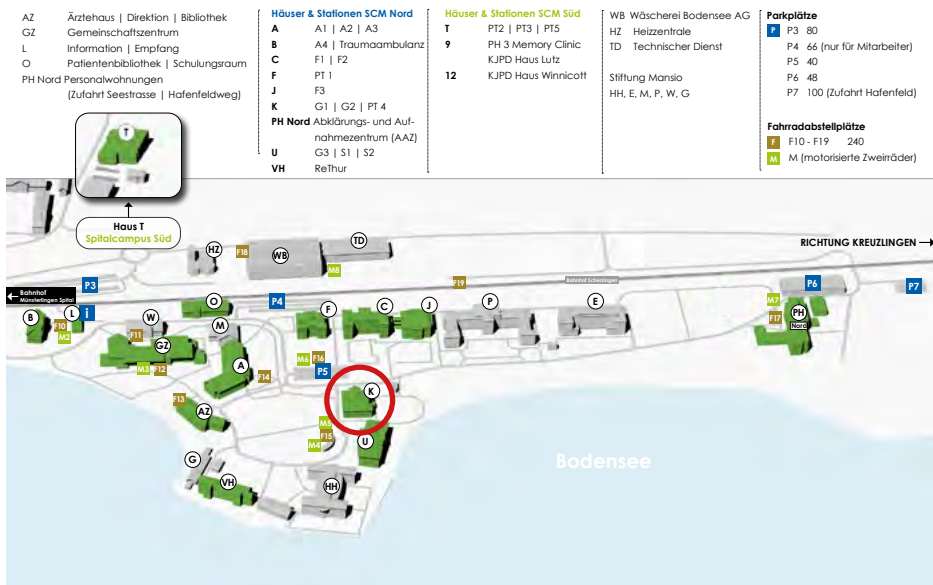 AZ Ärztehaus | Direktion | Bibliothek
GZ Gemeinschaftszentrum
L Information | Empfang
O Patientenbibliothek | Schulungsraum
PH Nord Personalwohnungen
(Zufahrt Seestrasse | Hafenfeldweg)
Häuser & Stationen SCM Nord
A A1 | A2 | A3
B A4 | Traumaambulanz
C F1 | F2
F PT 1
J F3
K G1 | G2 | PT 4
PH Nord Abklärungs- und Auf-
nahmezentrum (AAZ)
U G3 | S1 | S2
VH ReThur
Häuser & Stationen SCM Süd
T PT2 | PT3 | PT5
9 PH 3 Memory Clinic
KJPD Haus Lutz
12 KJPD Haus Winnicott
WB Wäscherei Bodensee AG
HZ Heizzentrale
TD Technischer Dienst
Stiftung Mansio
HH, E, M, P, W, G
Parkplätze
P P3 80
P4 66 (nur für Mitarbeiter)
P5 40
P6 48
P7 100 (Zufahrt Hafenfeld)
Fahrradabstellplätze
F F10 - F19 240
M M (motorisierte Zweiräder)
T
Haus T
Spitalcampus Süd
HZ
F18
WB
TD
M8
RICHTUNG KREUZLINGEN
P3
F19
Bahnhof Scherzingen
P6
P7
Bahnhof
Münsterlingen Spital
B
L
i
F10
M2
O
P4
W
M
F11
GZ
M3
F12
A
F14
F
C
J
P
E
M7
F17
PH
Nord
M6
F16
P5
K
F13
AZ
M5
F15
M4
U
G
VH
HH
Bodensee